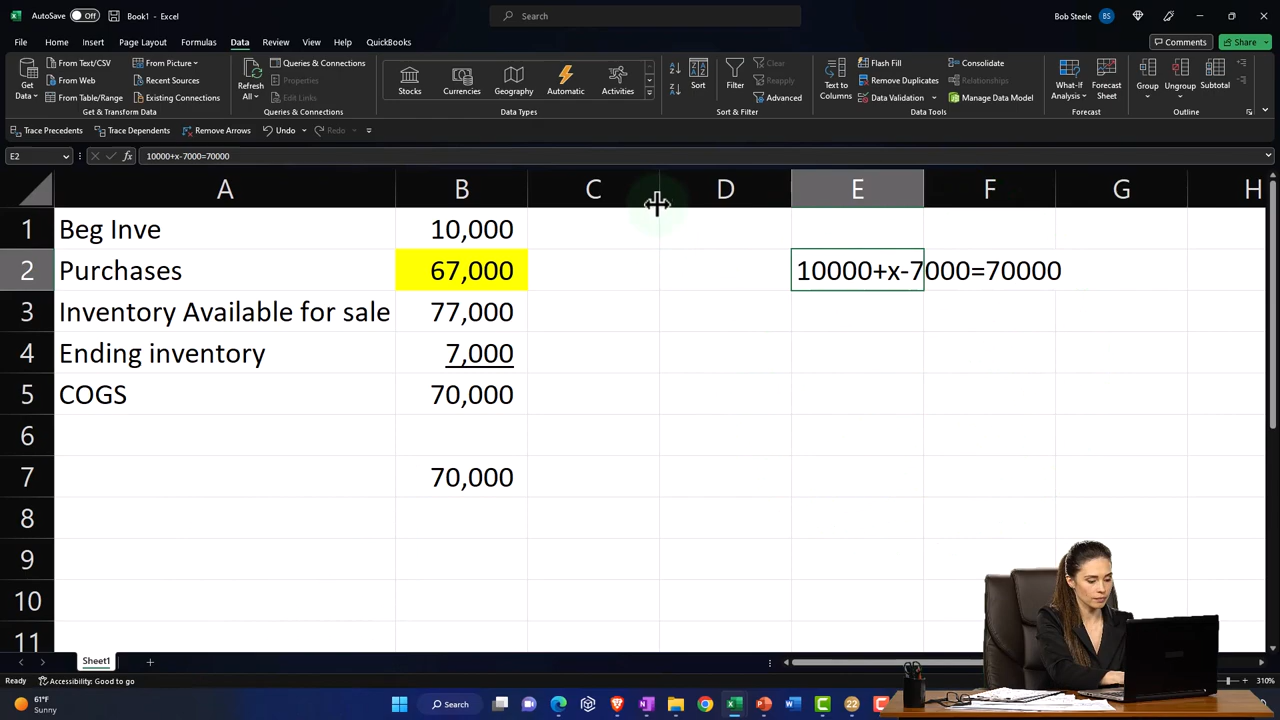 AutoSave Off Book1 - Excel Search Bob Steele BS
File Home Insert Page Layout Formulas Data Review View Help QuickBooks Comments Share
Get Data From Text/CSV From Picture Refresh All Queries & Connections Stocks Currencies Geography Automatic Activities Sort Filter Clear Text to Columns Flash Fill Consolidate What-If Analysis Forecast Sheet Group Ungroup Subtotal
From Web Recent Sources Properties Reapply Remove Duplicates Relationships
From Table/Range Existing Connections Edit Links Advanced Data Validation Manage Data Model
Get & Transform Data Queries & Connections Data Types Sort & Filter Data Tools Forecast Outline
Trace Precedents Trace Dependents Remove Arrows Undo Redo
E2 fx 10000+x-7000=70000
A B C D E F G H
1 Beg Inve 10,000
2 Purchases 67,000 10000+x-7000=70000
3 Inventory Available for sale 77,000
4 Ending inventory 7,000
5 COGS 70,000
6
7 70,000
8
9
10
11
Sheet1
Ready Accessibility: Good to go 310%
61°F
Sunny
Search
22